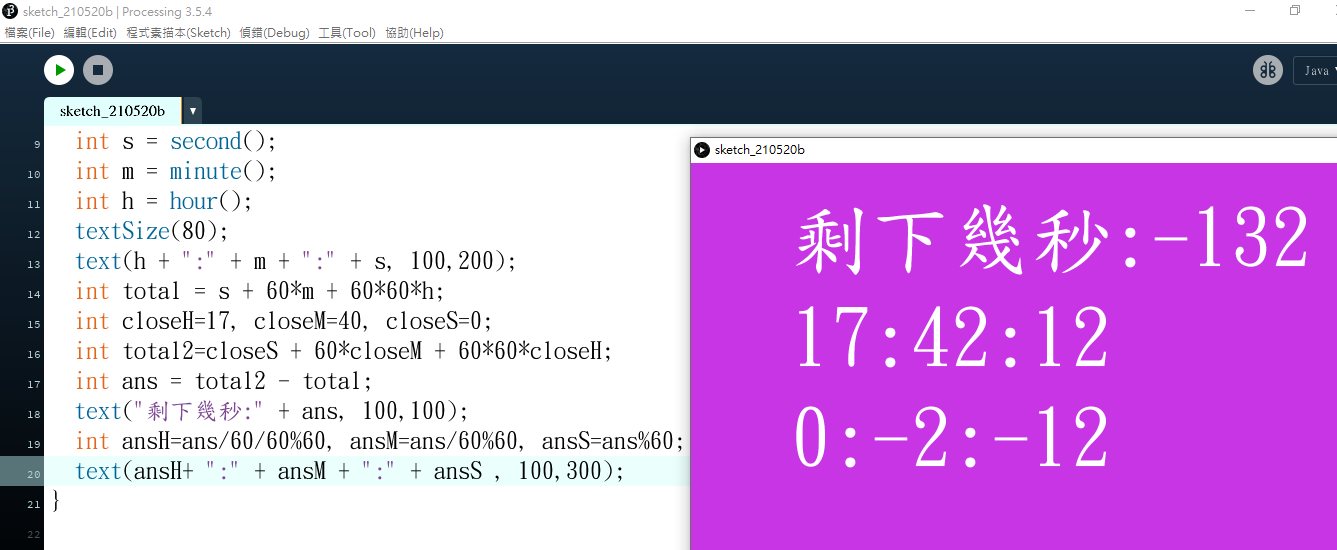 sketch_210520b | Processing 3.5.4
檔案(File) 編輯(Edit) 程式素描本(Sketch) 偵錯(Debug) 工具(Tool) 協助(Help)
Java
sketch_210520b
9 int s = second();
10 int m = minute();
11 int h = hour();
12 textSize(80);
13 text(h + ":" + m + ":" + s, 100,200);
14 int total = s + 60*m + 60*60*h;
15 int closeH=17, closeM=40, closeS=0;
16 int total2=closeS + 60*closeM + 60*60*closeH;
17 int ans = total2 - total;
18 text("剩下幾秒:" + ans, 100,100);
19 int ansH=ans/60/60%60, ansM=ans/60%60, ansS=ans%60;
20 text(ansH+ ":" + ansM + ":" + ansS , 100,300);
21 }
22
sketch_210520b
剩下幾秒:-132
17:42:12
0:-2:-12